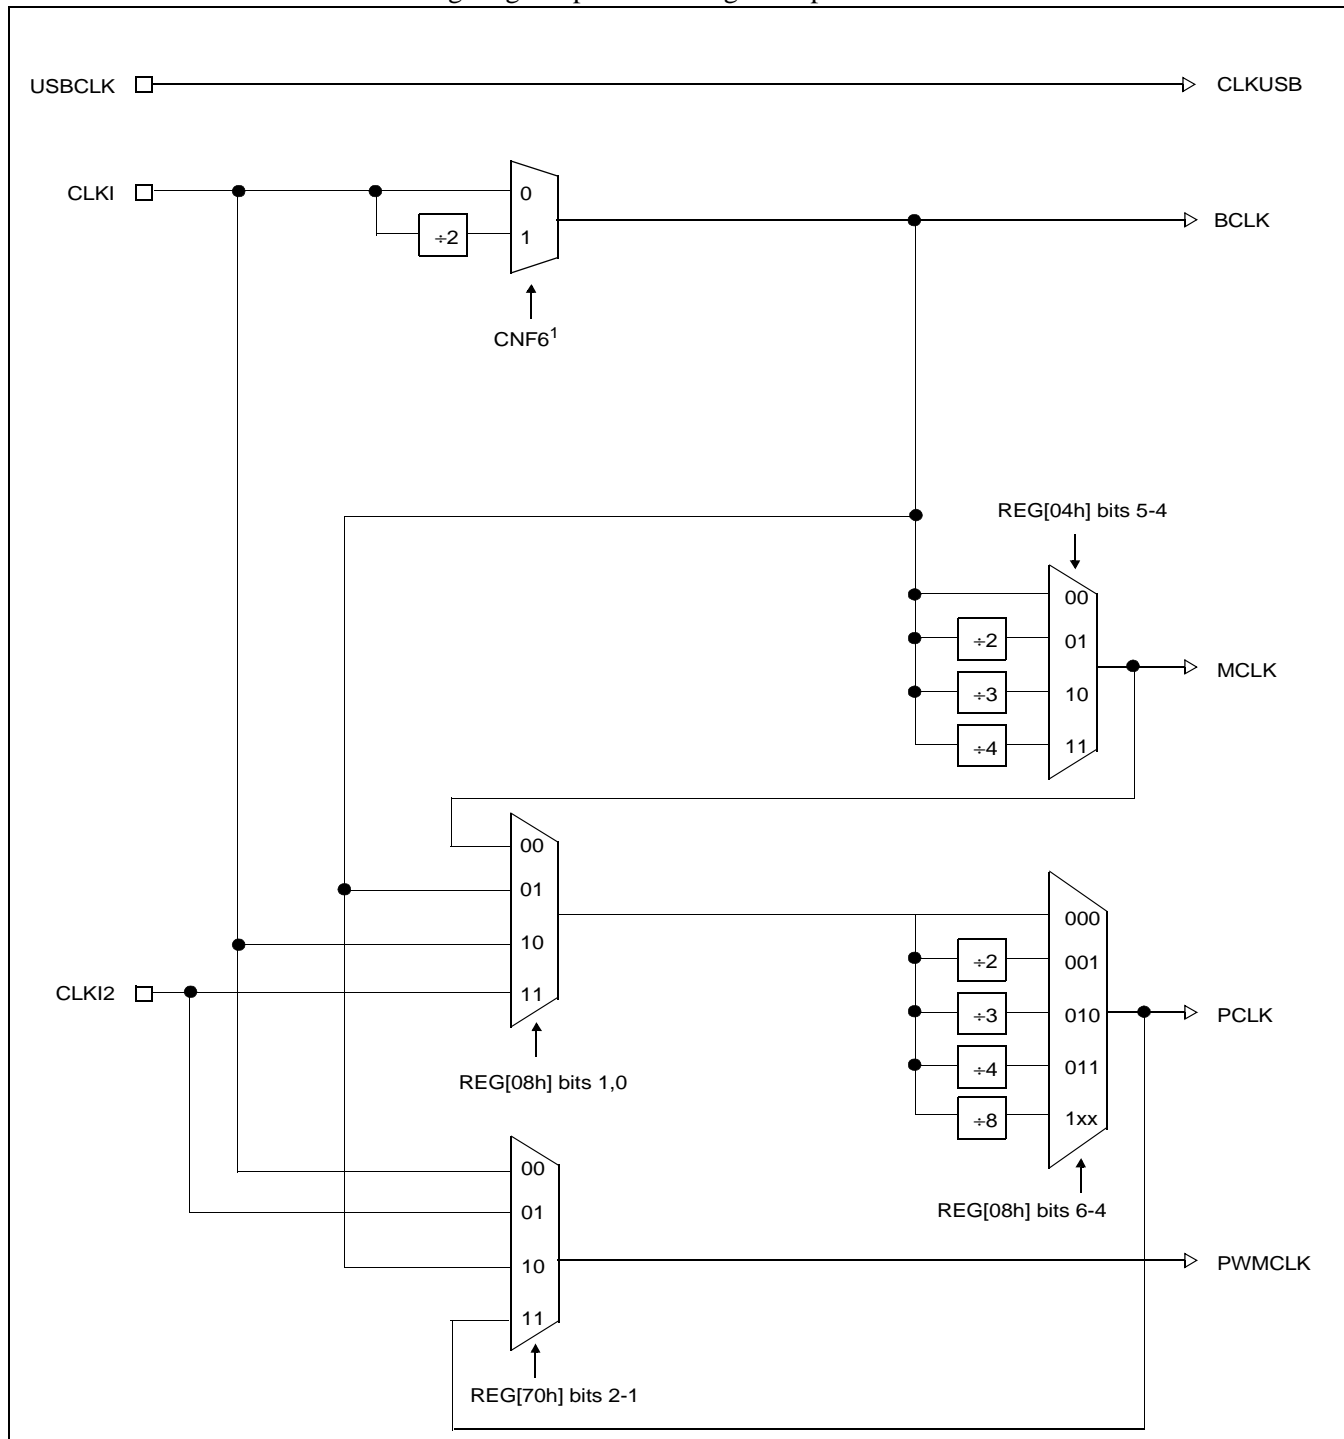 USBCLK
CLKUSB
CLKI
0
÷2
1
BCLK
CNF6¹
REG[04h] bits 5-4
00
÷2
01
÷3
10
÷4
11
MCLK
00
01
10
11
CLKI2
REG[08h] bits 1,0
000
÷2
001
÷3
010
÷4
011
÷8
1xx
PCLK
REG[08h] bits 6-4
00
01
10
11
PWMCLK
REG[70h] bits 2-1